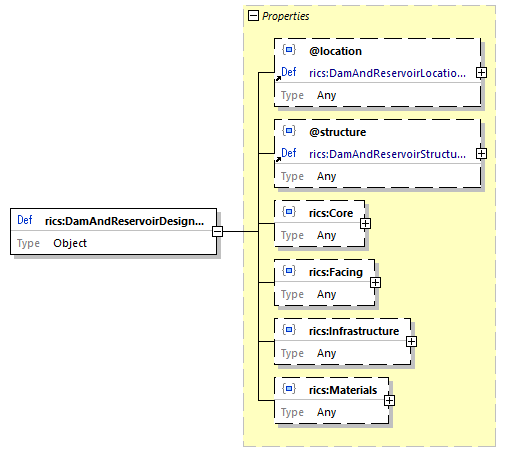 Properties
@location
Def rics:DamAndReservoirLocatio...
Type Any
@structure
Def rics:DamAndReservoirStructu...
Type Any
Def rics:DamAndReservoirDesign...
Type Object
rics:Core
Type Any
rics:Facing
Type Any
rics:Infrastructure
Type Any
rics:Materials
Type Any